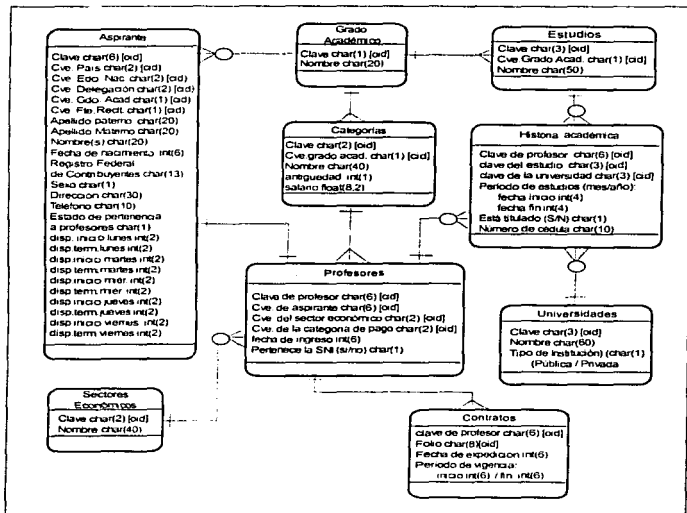 Aspirante
Clave char(6) [oid]
Cve. País char(2) [oid]
Cve. Edo. Nac. char(2) [oid]
Cve. Delegación char(2) [oid]
Cve. Gdo. Acad char(1) [oid]
Cve. Fte.Redt. char(1) [oid]
Apellido paterno char(20)
Apellido Materno char(20)
Nombre(s) char(20)
Fecha de nacimiento int(6)
Registro Federal
de Contribuyentes char(13)
Sexo char(1)
Dirección char(30)
Teléfono char(10)
Estado de pertenencia
a profesores char(1)
disp. inicio lunes int(2)
disp.term.lunes int(2)
disp.inicio martes int(2)
disp.term.martes int(2)
disp.inicio mier. int(2)
disp.term.mier int(2)
disp.inicio jueves int(2)
disp.term.jueves int(2)
disp.inicio viernes int(2)
disp.term.viernes int(2)
Grado
Académico
Clave char(1) [oid]
Nombre char(20)
Estudios
Clave char(3) [oid]
Cve.Grado Acad. char(1) [oid]
Nombre char(50)
Categorías
Clave char(2) [oid]
Cve.grado acad. char(1) [oid]
Nombre char(40)
antiguedad int(1)
salario float(8,2)
Historia académica
Clave de profesor char(6) [oid]
clave del estudio char(3) [oid]
clave de la universidad char(3) [oid]
Periodo de estudios (mes/año):
fecha inicio int(4)
fecha fin int(4)
Está titulado (S/N) char(1)
Número de cédula char(10)
Profesores
Clave de profesor char(6) [oid]
Cve. de aspirante char(6) [oid]
Cve. del sector económico char(2) [oid]
Cve. de la categoria de pago char(2) [oid]
fecha de ingreso int(6)
Pertenece la SNI (si/no) char(1)
Universidades
Clave char(3) [oid]
Nombre char(60)
Tipo de Institución) (char(1)
(Pública / Privada
Sectores
Económicos
Clave char(2) [oid]
Nombre char(40)
Contratos
clave de profesor char(6) [oid]
Folio char(8)[oid]
Fecha de expedición int(6)
Periodo de vigencia:
inicio int(6) / fin int(6)